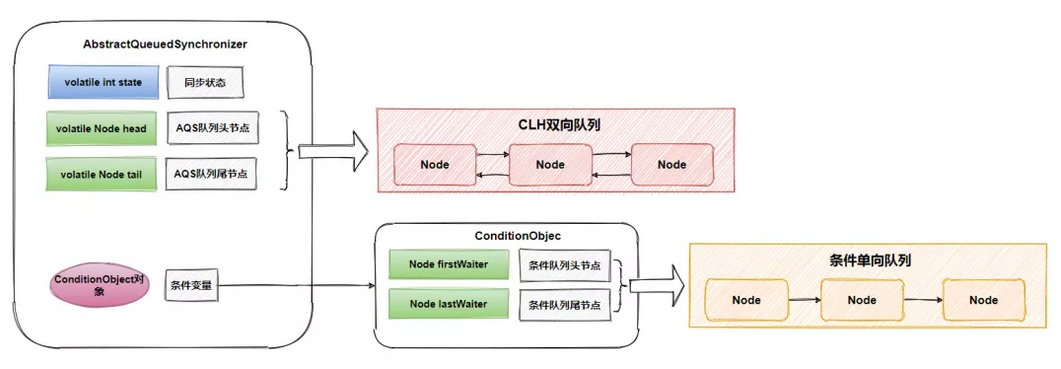 AbstractQueuedSynchronizer
volatile int state
同步状态
volatile Node head
AQS队列头节点
volatile Node tail
AQS队列尾节点
CLH双向队列
Node
Node
Node
ConditionObject对
象
条件变量
ConditionObjec
Node firstWaiter
条件队列头节点
Node lastWaiter
条件队列尾节点
条件单向队列
Node
Node
Node